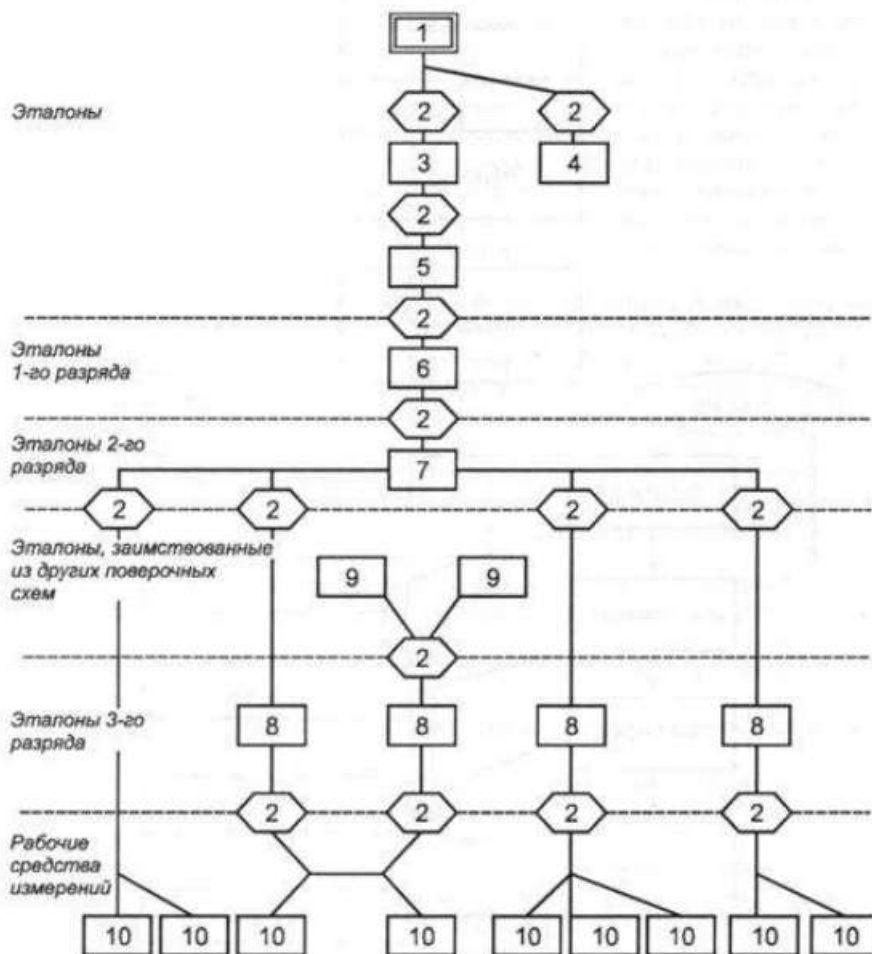 1
Эталоны
2 2
3 4
2
5
2
Эталоны
1-го разряда
6
2
Эталоны 2-го
разряда
7
2 2 2 2
Эталоны, заимствованные
из других поверочных
схем
9 9
2
Эталоны 3-го
разряда
8 8 8 8
2 2 2 2
Рабочие
средства
измерений
10 10 10 10 10 10 10 10 10